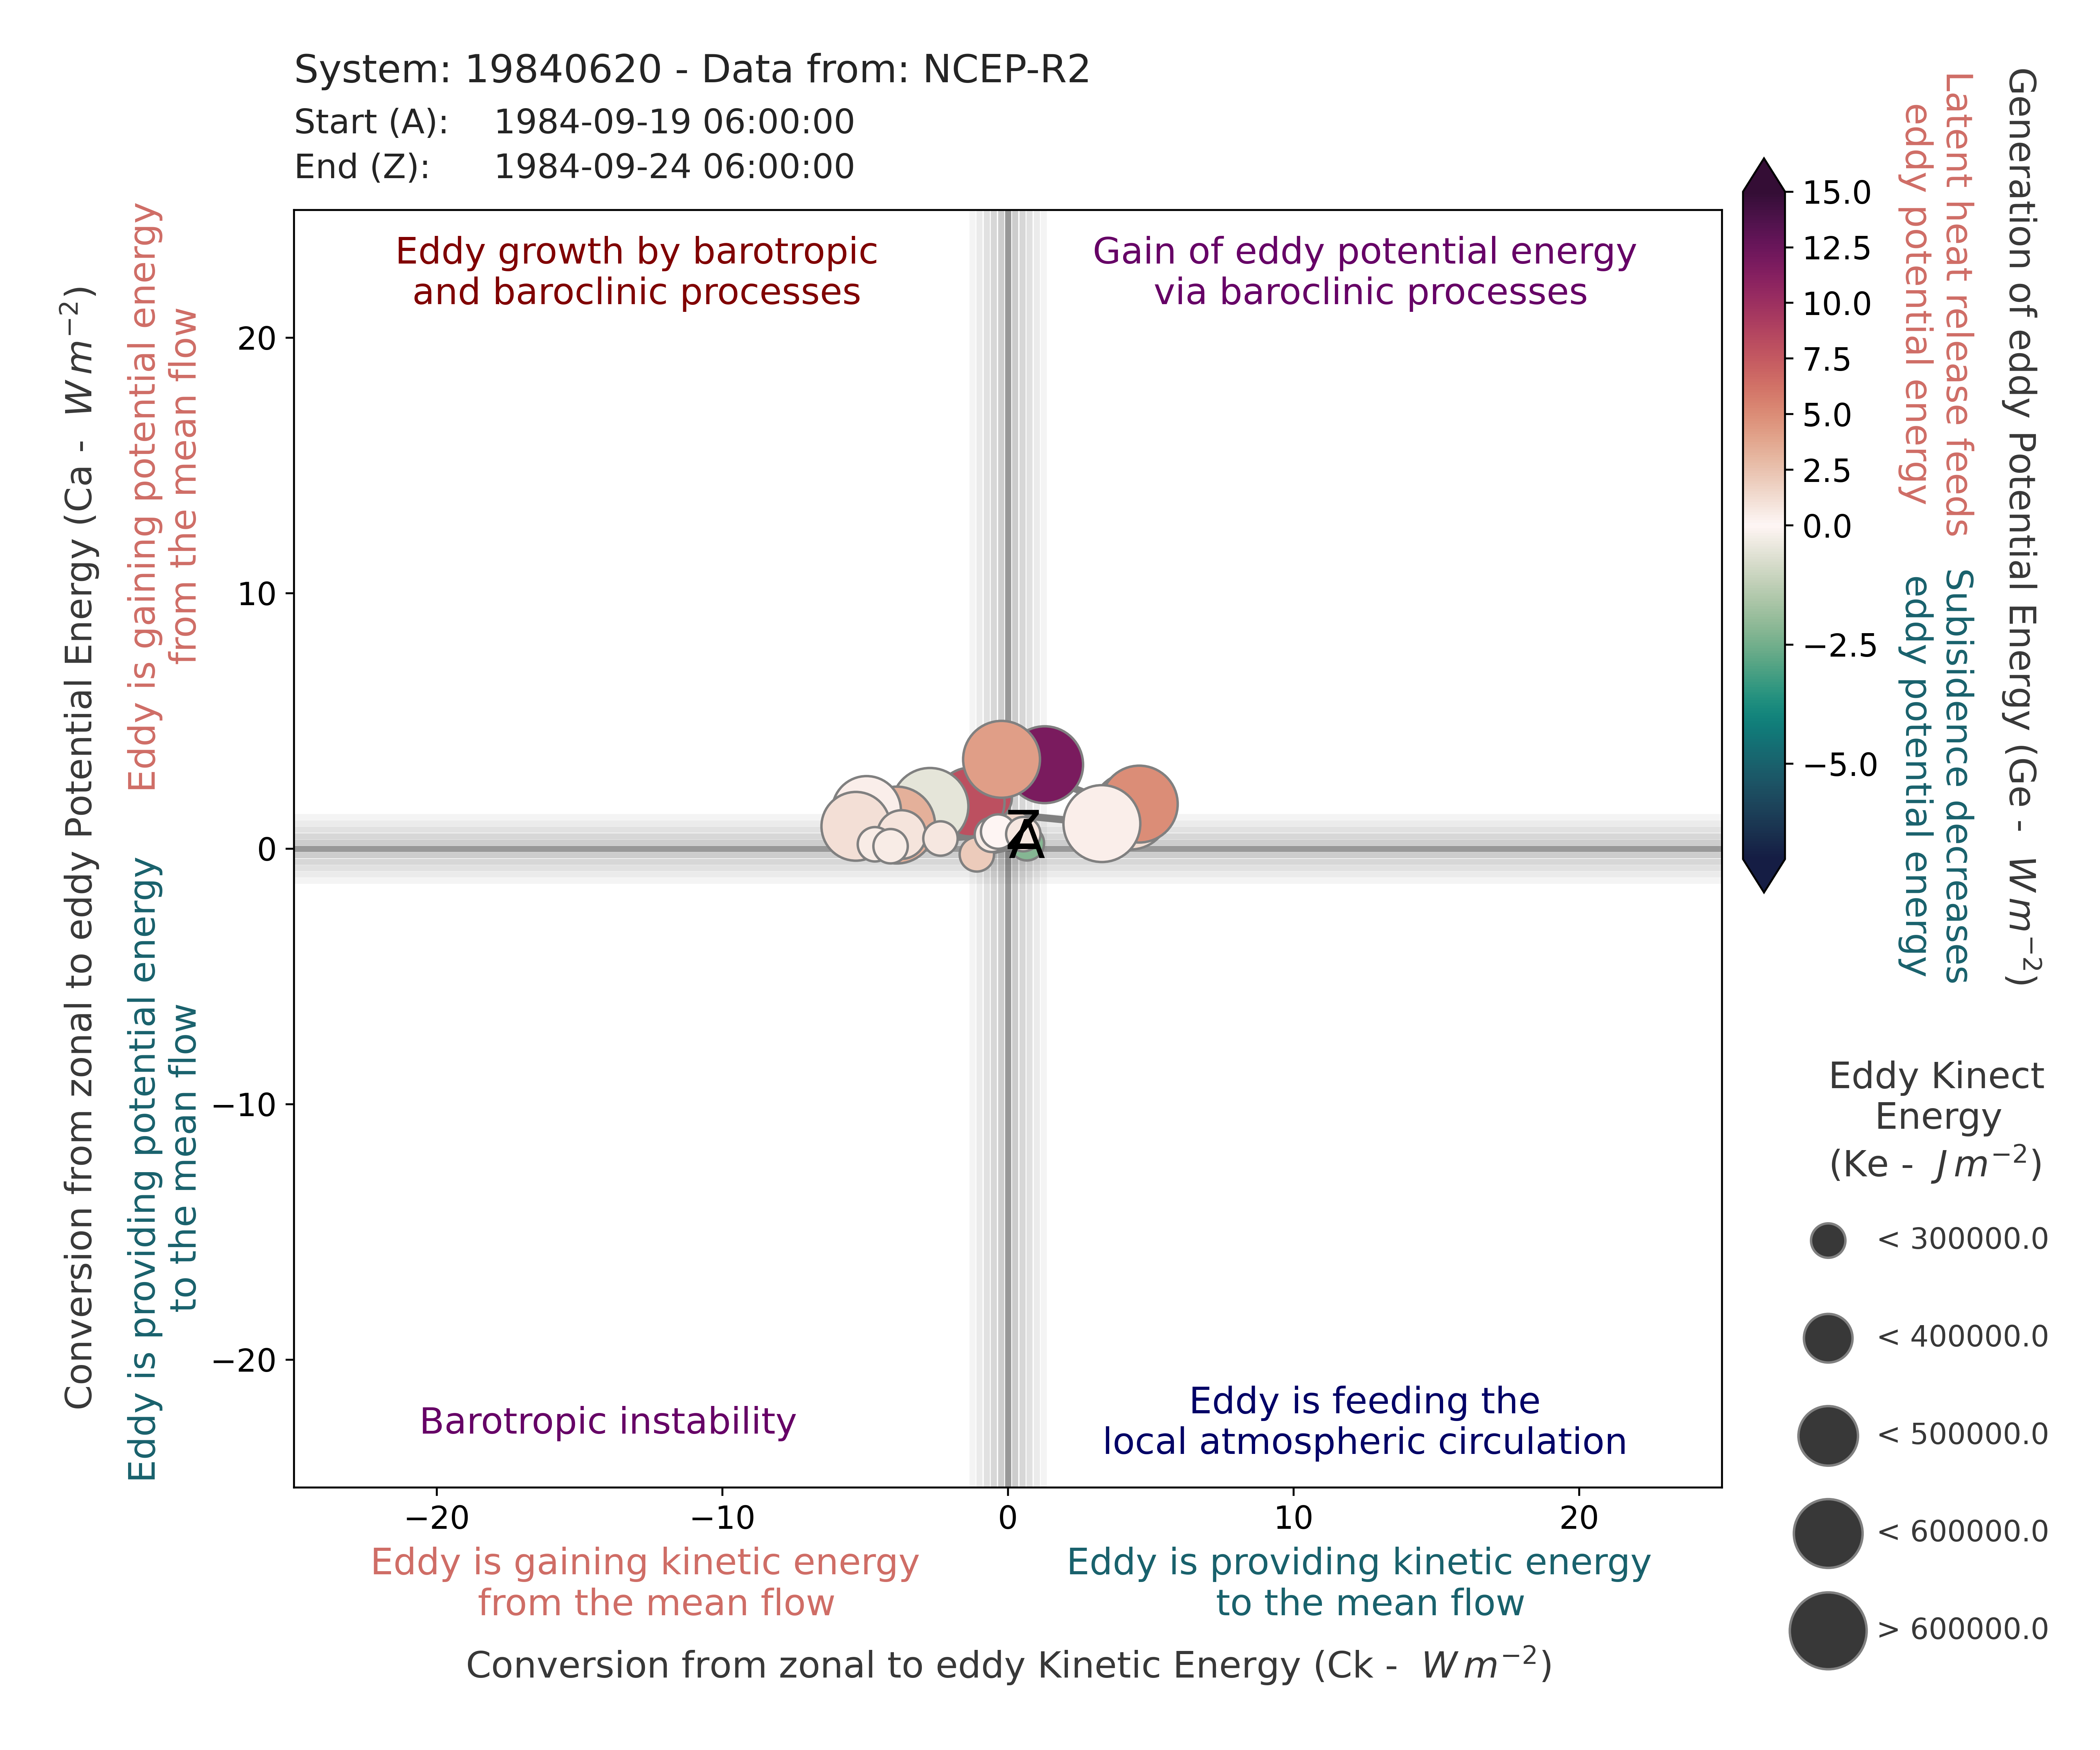 System: 19840620 - Data from: NCEP-R2
Start (A): 1984-09-19 06:00:00
End (Z): 1984-09-24 06:00:00
Conversion from zonal to eddy Potential Energy (Ca - W m⁻²)
Eddy is gaining potential energy
from the mean flow
Eddy is providing potential energy
to the mean flow
20
10
0
−10
−20
Eddy growth by barotropic
and baroclinic processes
Gain of eddy potential energy
via baroclinic processes
Z
A
Barotropic instability
Eddy is feeding the
local atmospheric circulation
−20
−10
0
10
20
Eddy is gaining kinetic energy
from the mean flow
Eddy is providing kinetic energy
to the mean flow
Conversion from zonal to eddy Kinetic Energy (Ck - W m⁻²)
15.0
12.5
10.0
7.5
5.0
2.5
0.0
−2.5
−5.0
Latent heat release feeds
eddy potential energy
Subisidence decreases
eddy potential energy
Generation of eddy Potential Energy (Ge - W m⁻²)
Eddy Kinect
Energy
(Ke - J m⁻²)
< 300000.0
< 400000.0
< 500000.0
< 600000.0
> 600000.0